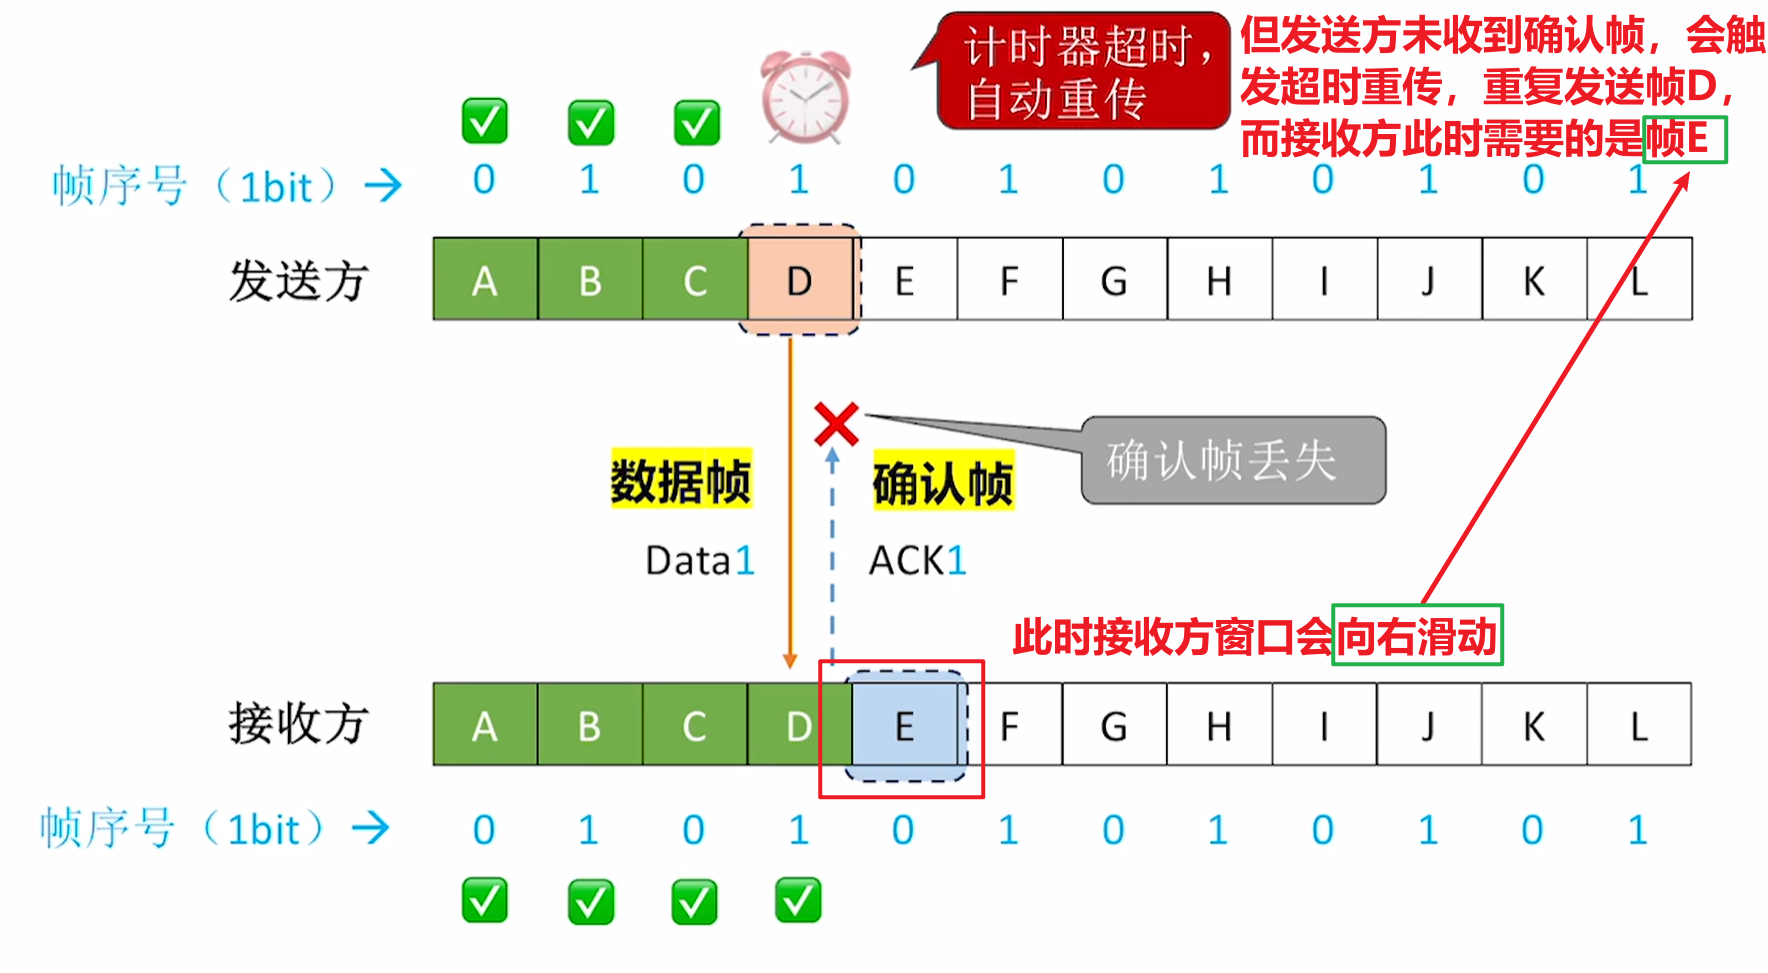 计时器超时，
自动重传
但发送方未收到确认帧，会触
发超时重传，重复发送帧D，
而接收方此时需要的是帧E
帧序号（1bit）→ 0 1 0 1 0 1 0 1 0 1 0 1
发送方 A B C D E F G H I J K L
确认帧丢失
数据帧 确认帧
Data1 ACK1
此时接收方窗口会向右滑动
接收方 A B C D E F G H I J K L
帧序号（1bit）→ 0 1 0 1 0 1 0 1 0 1 0 1